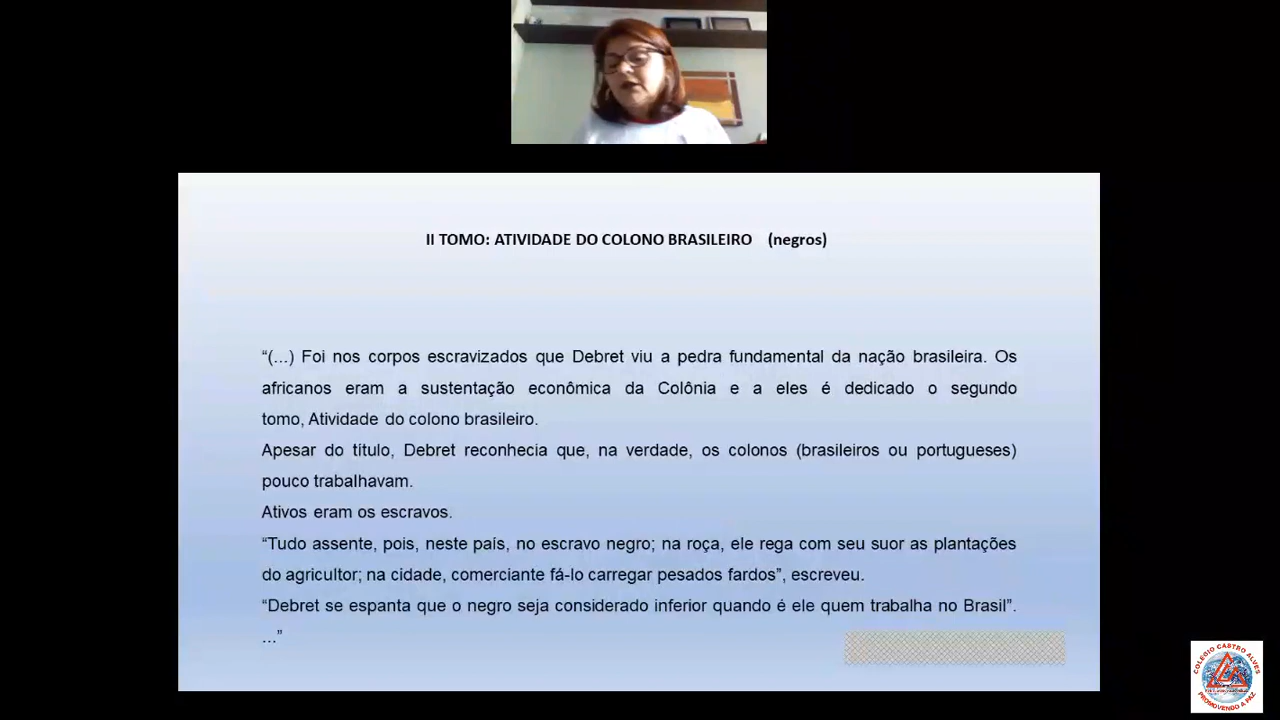 II TOMO: ATIVIDADE DO COLONO BRASILEIRO (negros)
“(...) Foi nos corpos escravizados que Debret viu a pedra fundamental da nação brasileira. Os
africanos eram a sustentação econômica da Colônia e a eles é dedicado o segundo
tomo, Atividade do colono brasileiro.
Apesar do título, Debret reconhecia que, na verdade, os colonos (brasileiros ou portugueses)
pouco trabalhavam.
Ativos eram os escravos.
“Tudo assente, pois, neste país, no escravo negro; na roça, ele rega com seu suor as plantações
do agricultor; na cidade, comerciante fá-lo carregar pesados fardos”, escreveu.
“Debret se espanta que o negro seja considerado inferior quando é ele quem trabalha no Brasil”.
...”
COLÉGIO CASTRO ALVES
PROMOVENDO A PAZ